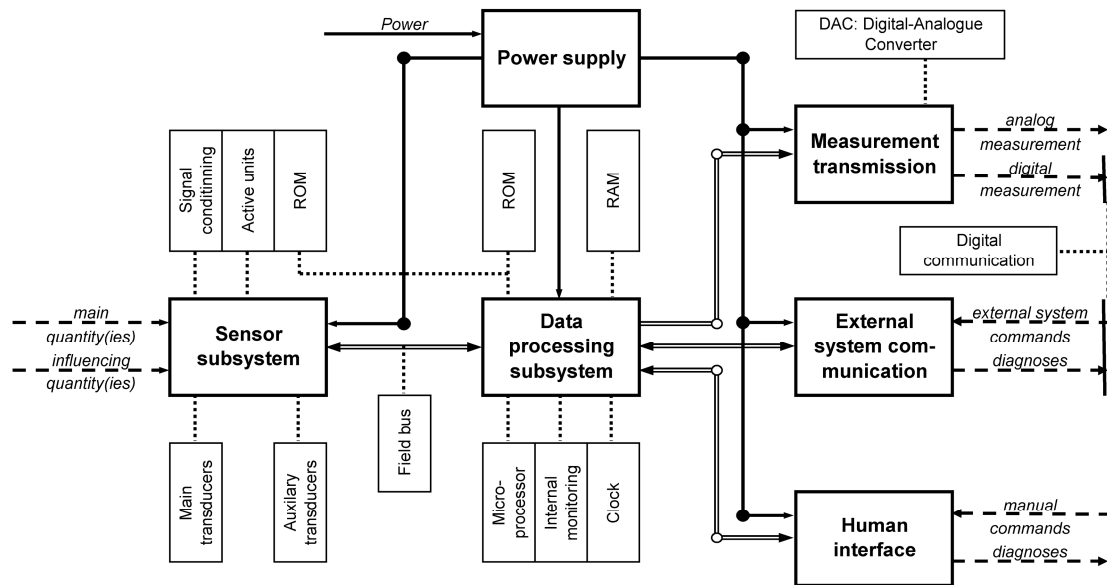 Power
Power supply
DAC: Digital-Analogue
Converter
Signal
conditinning
Active units
ROM
ROM
RAM
Measurement
transmission
analog
measurement
digital
measurement
Digital
communication
main
quantity(ies)
influencing
quantity(ies)
Sensor
subsystem
Data
processing
subsystem
External
system com-
munication
external system
commands
diagnoses
Field bus
Main
transducers
Auxilary
transducers
Micro-
processor
Internal
monitoring
Clock
Human
interface
manual
commands
diagnoses